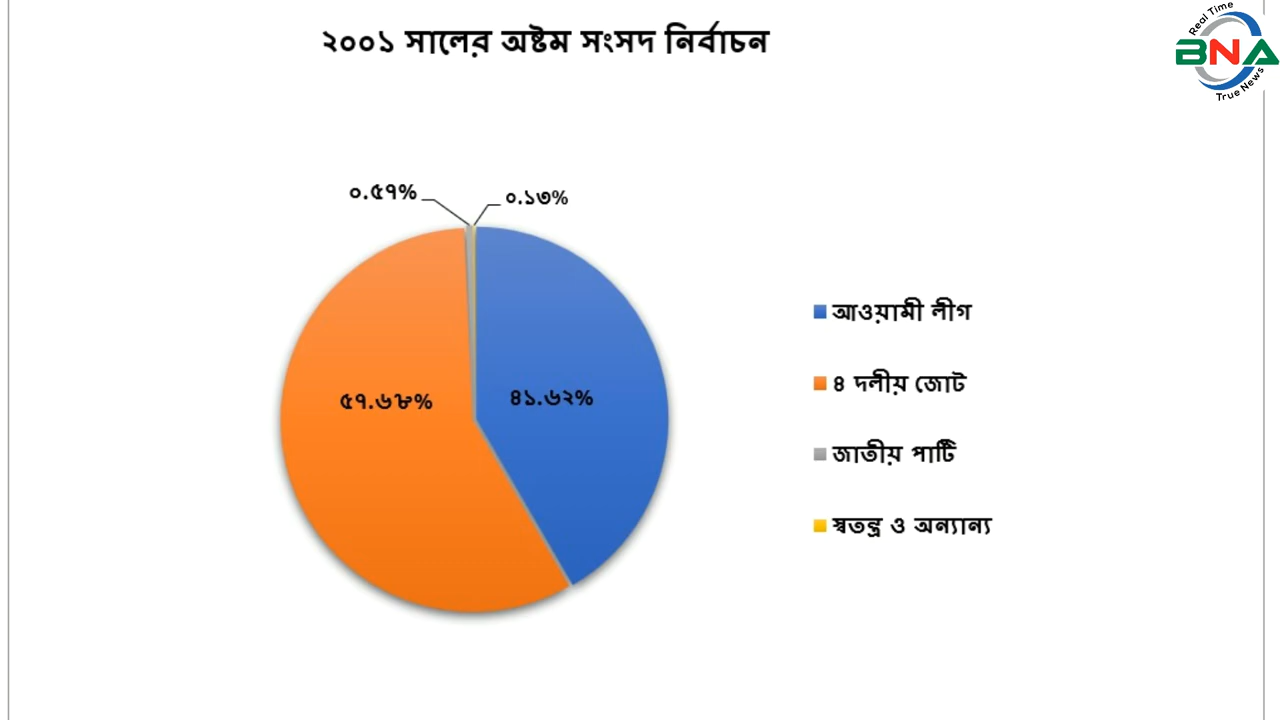 ২০০১ সালের অষ্টম সংসদ নির্বাচন
Real Time
BNA
True News
০.৫৭%
০.১৩%
৫৭.৬৮%
৪১.৬২%
আওয়ামী লীগ
৪ দলীয় জোট
জাতীয় পার্টি
স্বতন্ত্র ও অন্যান্য